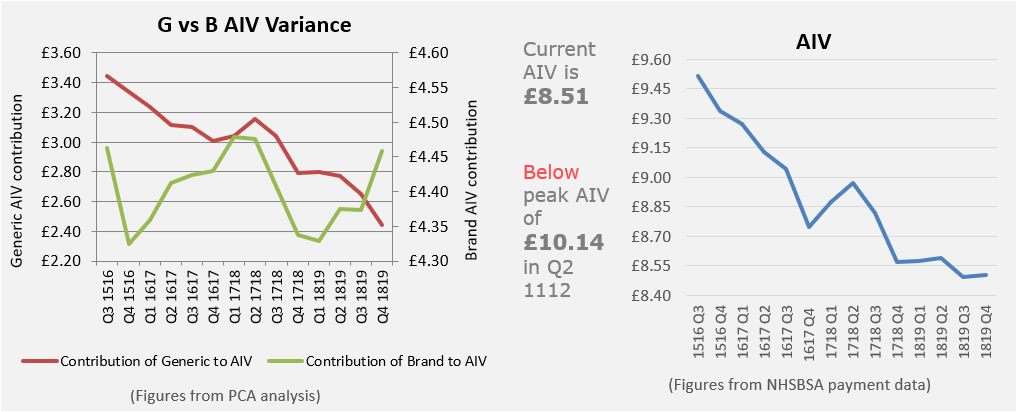 G vs B AIV Variance
£3.60
£3.40
£3.20
£3.00
£2.80
£2.60
£2.40
£2.20
Generic AIV contribution
£4.60
£4.55
£4.50
£4.45
£4.40
£4.35
£4.30
Brand AIV contribution
Q3 1516
Q4 1516
Q1 1617
Q2 1617
Q3 1617
Q4 1617
Q1 1718
Q2 1718
Q3 1718
Q4 1718
Q1 1819
Q2 1819
Q3 1819
Q4 1819
Contribution of Generic to AIV
Contribution of Brand to AIV
(Figures from PCA analysis)
Current
AIV is
£8.51
Below
peak AIV
of
£10.14
in Q2
1112
AIV
£9.60
£9.45
£9.30
£9.15
£9.00
£8.85
£8.70
£8.55
£8.40
1516 Q3
1516 Q4
1617 Q1
1617 Q2
1617 Q3
1617 Q4
1718 Q1
1718 Q2
1718 Q3
1718 Q4
1819 Q1
1819 Q2
1819 Q3
1819 Q4
(Figures from NHSBSA payment data)